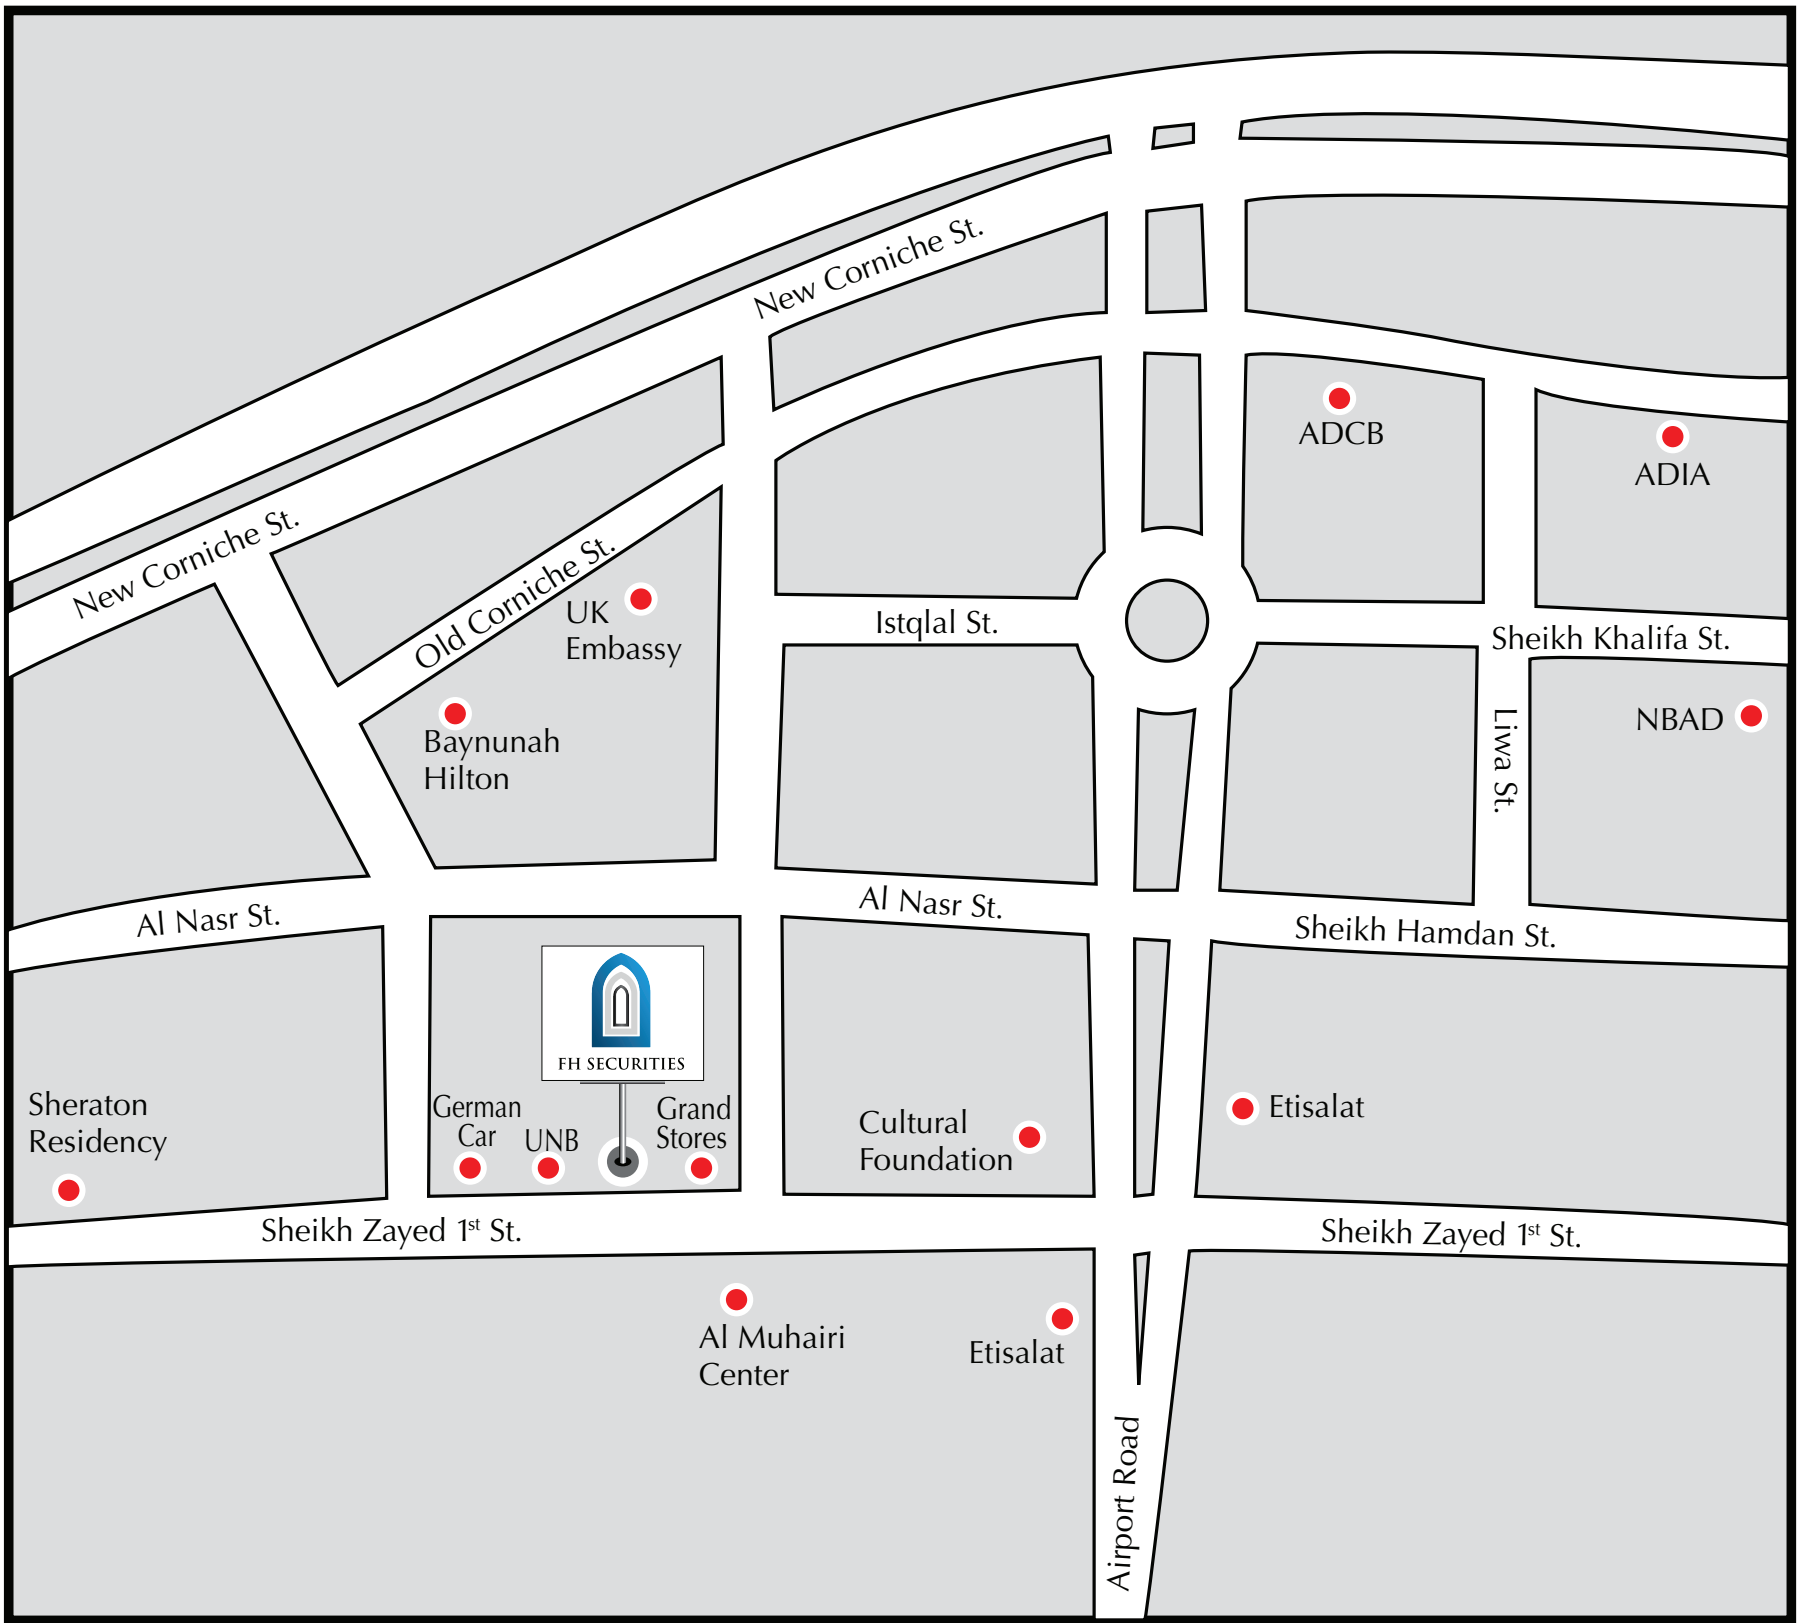 New Corniche St.
ADCB
ADIA
New Corniche St.
Old Corniche St.
UK
Embassy
Istqlal St.
Sheikh Khalifa St.
Baynunah
Hilton
NBAD
Liwa St.
Al Nasr St.
Al Nasr St.
Sheikh Hamdan St.
FH SECURITIES
Sheraton
Residency
German
Car
UNB
Grand
Stores
Cultural
Foundation
Etisalat
Sheikh Zayed 1st St.
Sheikh Zayed 1st St.
Al Muhairi
Center
Etisalat
Airport Road